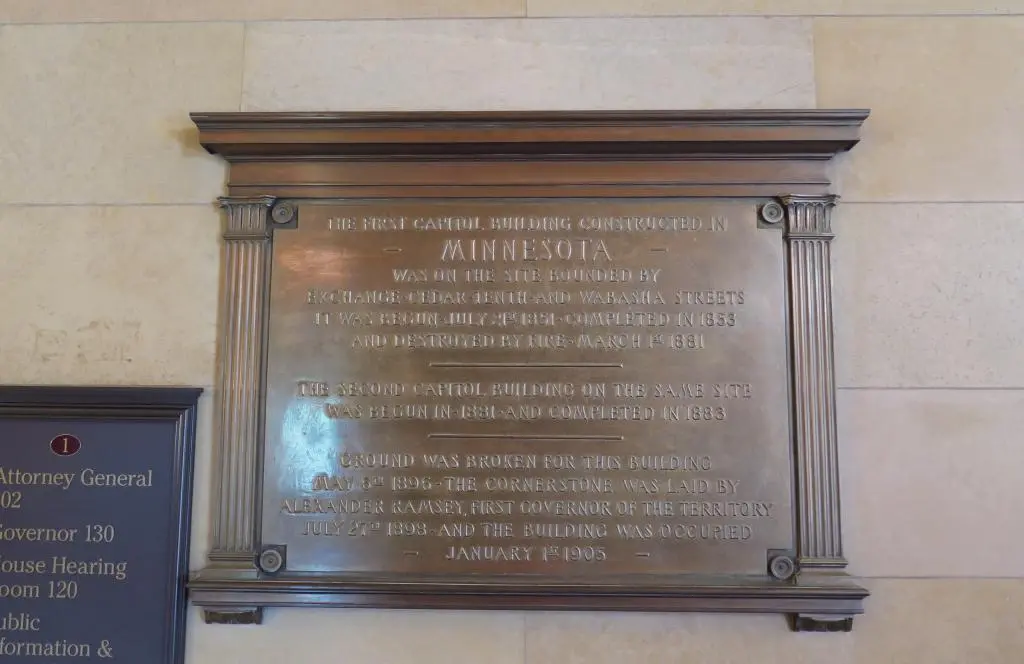 THE FIRST CAPITOL BUILDING CONSTRUCTED IN
– MINNESOTA –
WAS ON THE SITE BOUNDED BY
EXCHANGE·CEDAR·TENTH·AND WABASHA STREETS
IT WAS BEGUN·JULY 21ST 1851·COMPLETED IN 1853
AND DESTROYED BY FIRE·MARCH 1ST 1881
THE SECOND CAPITOL BUILDING ON THE SAME SITE
WAS BEGUN IN·1881·AND COMPLETED IN 1883
GROUND WAS BROKEN FOR THIS BUILDING
MAY 6TH 1896·THE CORNERSTONE WAS LAID BY
ALEXANDER RAMSEY, FIRST GOVERNOR OF THE TERRITORY
JULY 27TH 1898·AND THE BUILDING WAS OCCUPIED
– JANUARY 1ST 1905 –
1
Attorney General
02
Governor 130
House Hearing
oom 120
ublic
formation &